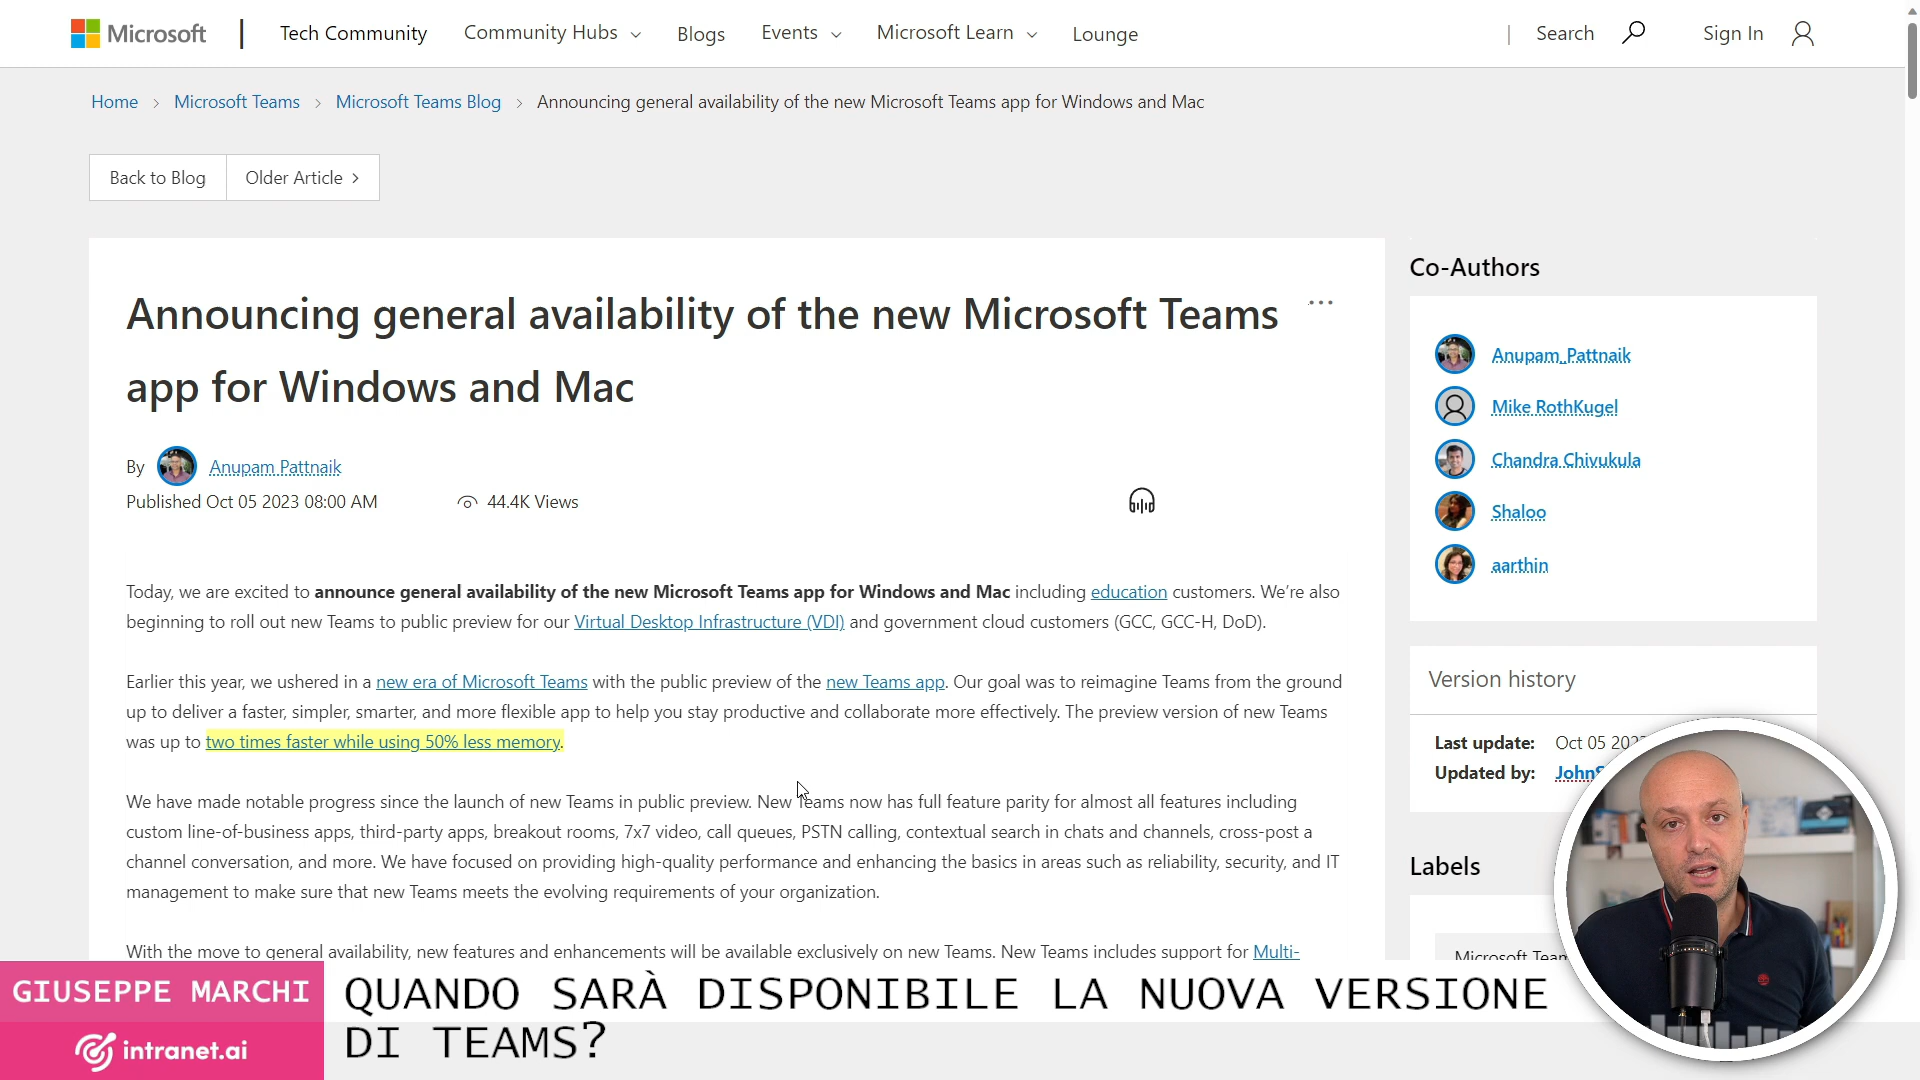 Microsoft | Tech Community Community Hubs Blogs Events Microsoft Learn Lounge | Search Sign In
Home > Microsoft Teams > Microsoft Teams Blog > Announcing general availability of the new Microsoft Teams app for Windows and Mac
Back to Blog Older Article >
Announcing general availability of the new Microsoft Teams
app for Windows and Mac
By Anupam Pattnaik
Published Oct 05 2023 08:00 AM 44.4K Views
Today, we are excited to announce general availability of the new Microsoft Teams app for Windows and Mac including education customers. We’re also
beginning to roll out new Teams to public preview for our Virtual Desktop Infrastructure (VDI) and government cloud customers (GCC, GCC-H, DoD).
Earlier this year, we ushered in a new era of Microsoft Teams with the public preview of the new Teams app. Our goal was to reimagine Teams from the ground
up to deliver a faster, simpler, smarter, and more flexible app to help you stay productive and collaborate more effectively. The preview version of new Teams
was up to two times faster while using 50% less memory.
We have made notable progress since the launch of new Teams in public preview. New Teams now has full feature parity for almost all features including
custom line-of-business apps, third-party apps, breakout rooms, 7x7 video, call queues, PSTN calling, contextual search in chats and channels, cross-post a
channel conversation, and more. We have focused on providing high-quality performance and enhancing the basics in areas such as reliability, security, and IT
management to make sure that new Teams meets the evolving requirements of your organization.
With the move to general availability, new features and enhancements will be available exclusively on new Teams. New Teams includes support for Multi-
Co-Authors
Anupam_Pattnaik
Mike RothKugel
Chandra Chivukula
Shaloo
aarthin
Version history
Last update: Oct 05
Updated by:
Labels
Microsoft
GIUSEPPE MARCHI
intranet.ai
QUANDO SARÀ DISPONIBILE LA NUOVA VERSIONE
DI TEAMS?